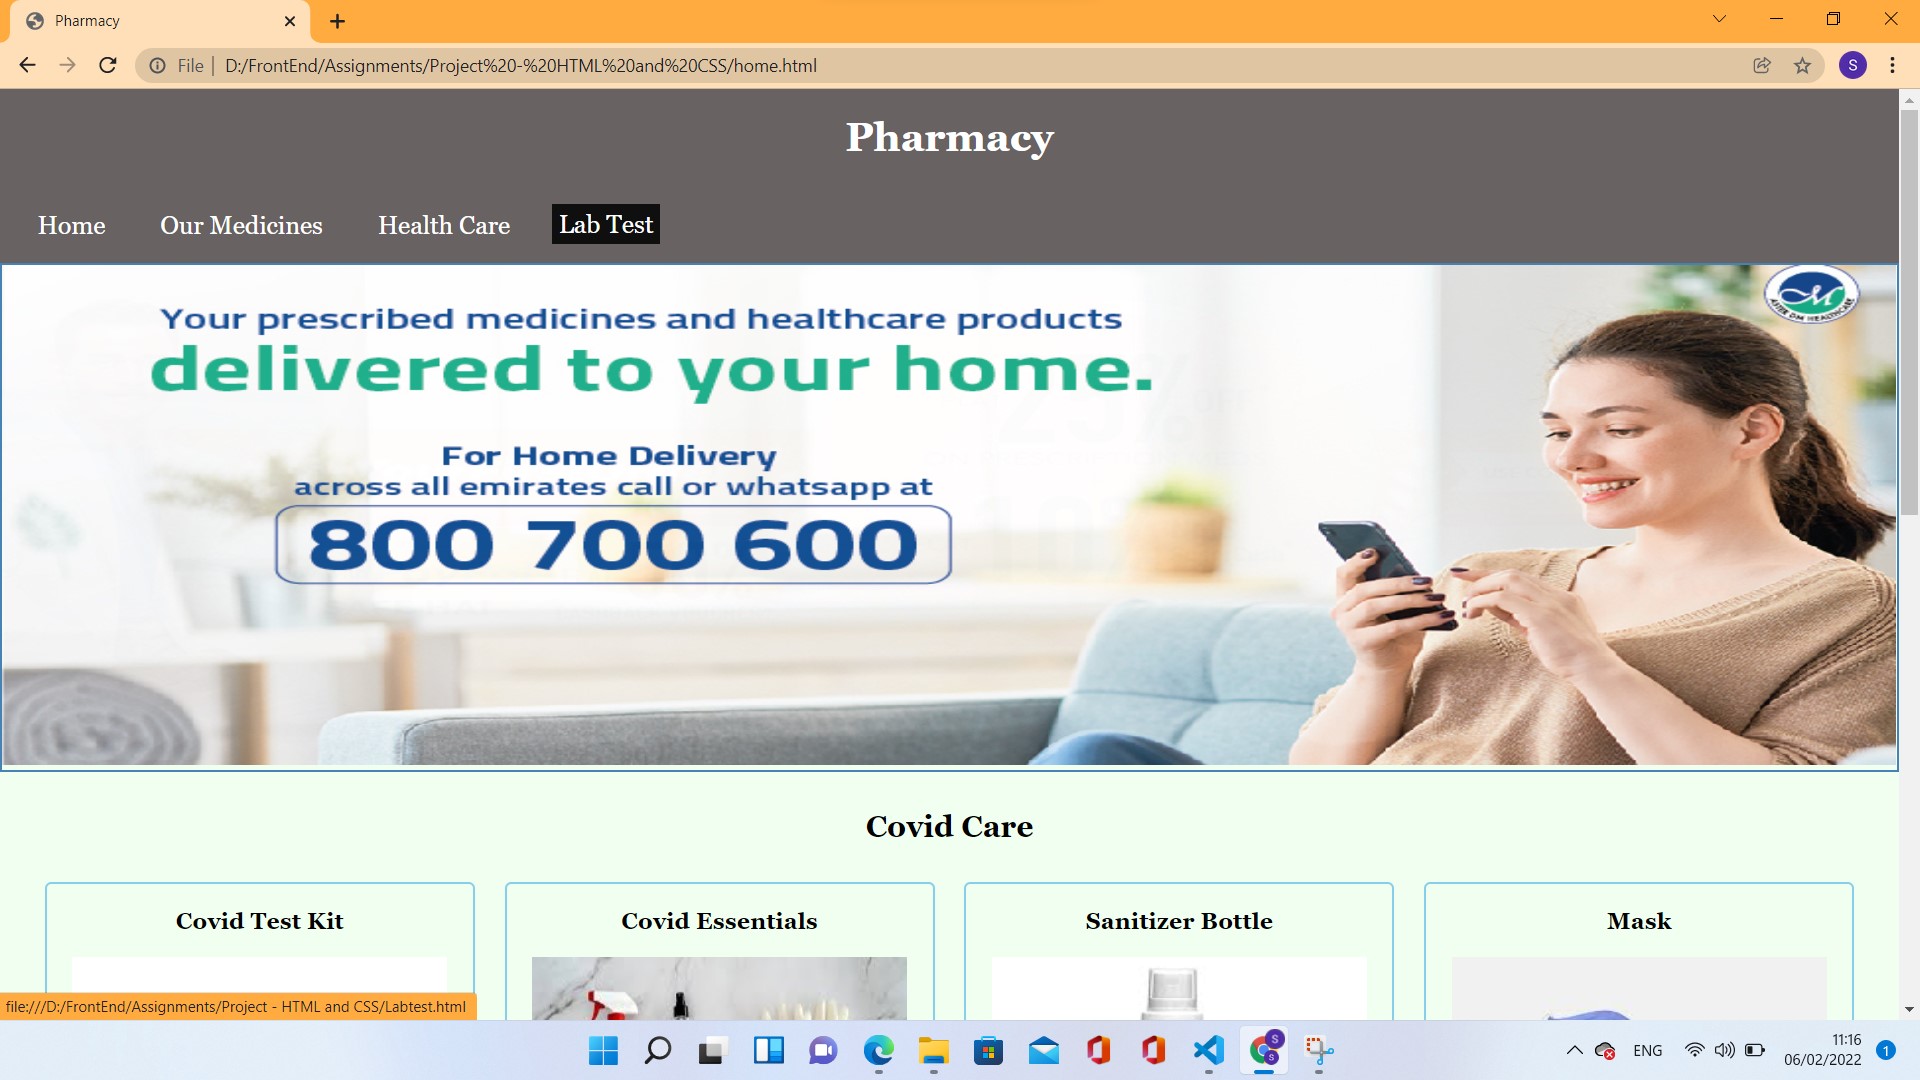 Pharmacy
File | D:/FrontEnd/Assignments/Project%20-%20HTML%20and%20CSS/home.html
S
Pharmacy
Home Our Medicines Health Care Lab Test
Your prescribed medicines and healthcare products
delivered to your home.
For Home Delivery
across all emirates call or whatsapp at
800 700 600
ASTER DM HEALTHCARE
Covid Care
Covid Test Kit Covid Essentials Sanitizer Bottle Mask
file:///D:/FrontEnd/Assignments/Project - HTML and CSS/Labtest.html
S
S
ENG
11:16
06/02/2022
1